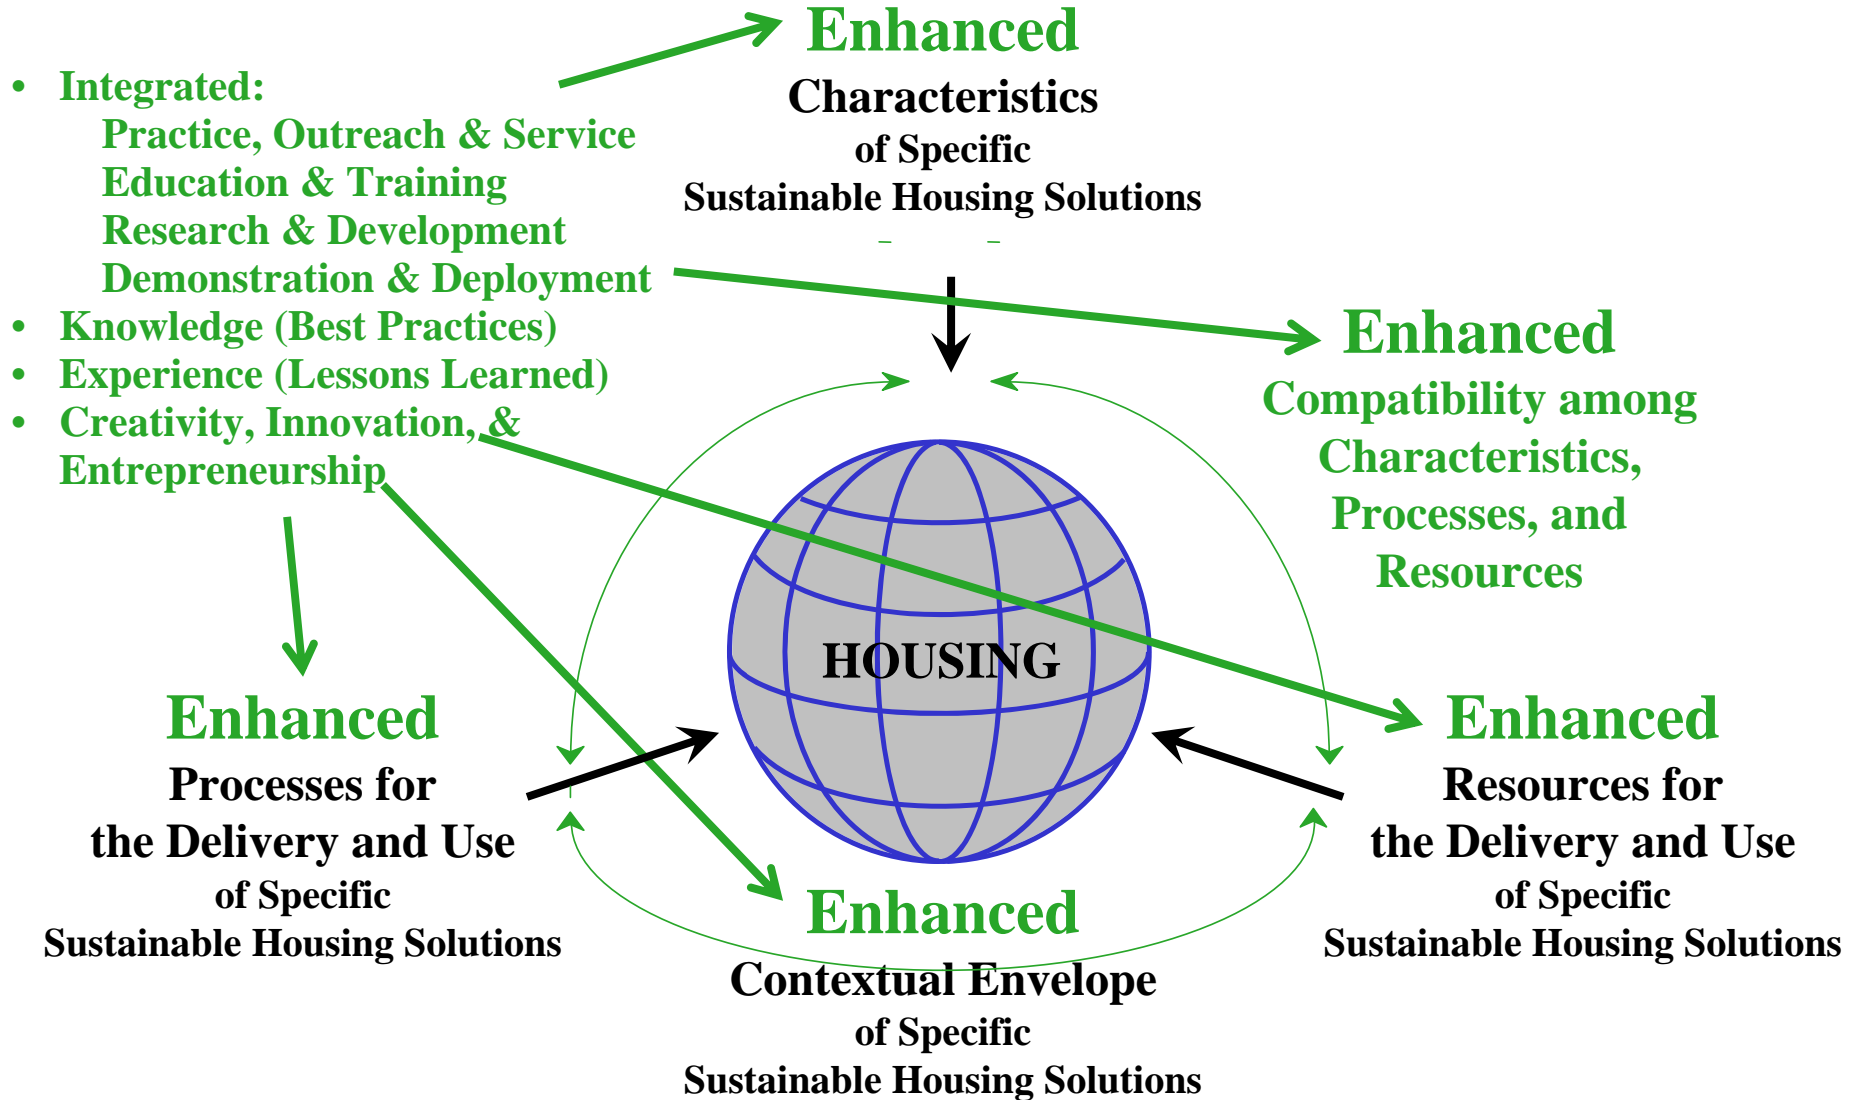 • Integrated:
Practice, Outreach & Service
Education & Training
Research & Development
Demonstration & Deployment
• Knowledge (Best Practices)
• Experience (Lessons Learned)
• Creativity, Innovation, &
Entrepreneurship
Enhanced
Characteristics
of Specific
Sustainable Housing Solutions
Enhanced
Compatibility among
Characteristics,
Processes, and
Resources
HOUSING
Enhanced
Processes for
the Delivery and Use
of Specific
Sustainable Housing Solutions
Enhanced
Contextual Envelope
of Specific
Sustainable Housing Solutions
Enhanced
Resources for
the Delivery and Use
of Specific
Sustainable Housing Solutions